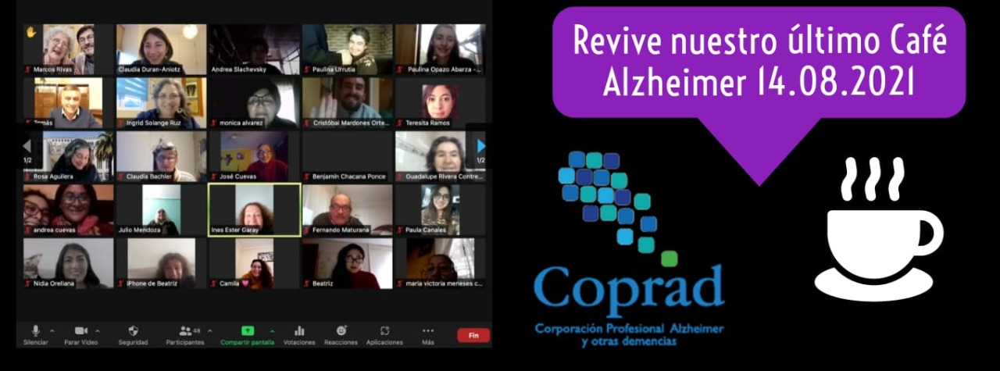 Marcos Rivas
Claudia Duran-Aniotz
Andrea Slachevsky
Paulina Urrutia
Paulina Opazo Abarza -...
Tomás
Ingrid Solange Ruz
monica alvarez
Cristóbal Mardones Orte...
Teresita Ramos
1/2
1/2
Rosa Aguilera
Claudia Bachler
José Cuevas
Benjamín Chacana Ponce
Guadalupe Rivera Contre...
andrea cuevas
Julio Mendoza
Ines Ester Garay
Fernando Maturana
Paula Canales
Nidia Orellana
iPhone de Beatriz
Camila
Beatriz
maria victoria meneses c...
Silenciar
Parar Video
Seguridad
48
Participantes
Compartir pantalla
Votaciones
Reacciones
Aplicaciones
Más
Fin
Revive nuestro último Café
Alzheimer 14.08.2021
Coprad
Corporación Profesional Alzheimer
y otras demencias